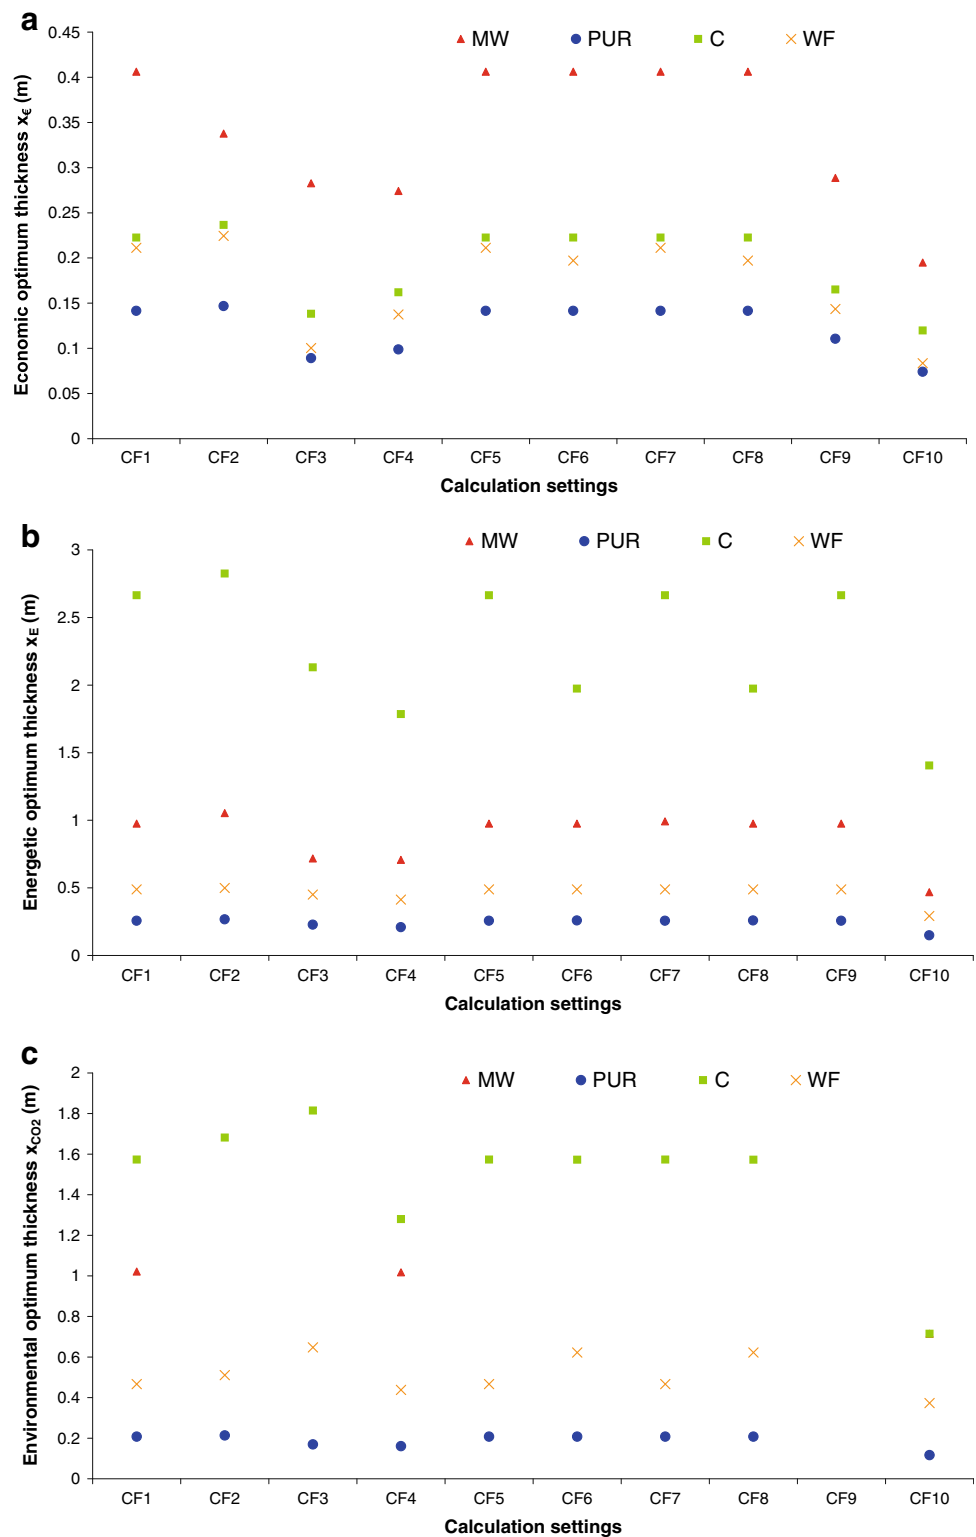 a
MW PUR C WF
0.45
0.4
0.35
0.3
0.25
0.2
0.15
0.1
0.05
0
Economic optimum thickness x€ (m)
CF1 CF2 CF3 CF4 CF5 CF6 CF7 CF8 CF9 CF10
Calculation settings
b
MW PUR C WF
3
2.5
2
1.5
1
0.5
0
Energetic optimum thickness xE (m)
CF1 CF2 CF3 CF4 CF5 CF6 CF7 CF8 CF9 CF10
Calculation settings
c
MW PUR C WF
2
1.8
1.6
1.4
1.2
1
0.8
0.6
0.4
0.2
0
Environmental optimum thickness xCO2 (m)
CF1 CF2 CF3 CF4 CF5 CF6 CF7 CF8 CF9 CF10
Calculation settings